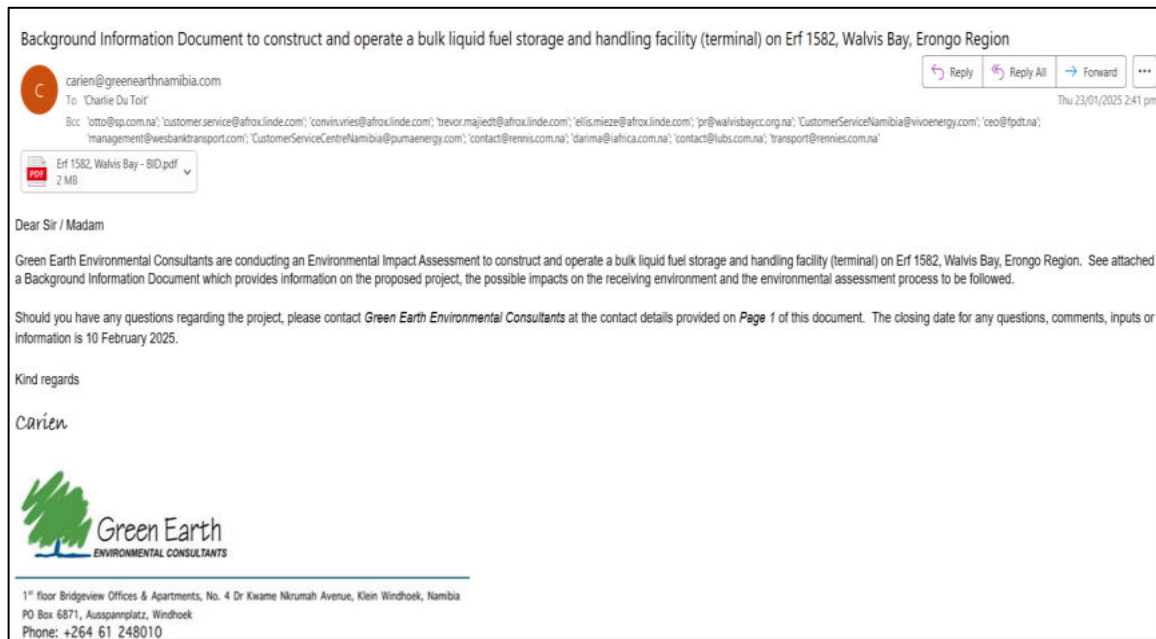 Background Information Document to construct and operate a bulk liquid fuel storage and handling facility (terminal) on Erf 1582, Walvis Bay, Erongo Region
C
carien@greenearthnamibia.com
To 'Charlie Du Toit'
Reply
Reply All
Forward
...
Thu 23/01/2025 2:41 pm
Bcc 'otto@sp.com.na'; 'customer.service@afrox.linde.com'; 'convin.vries@afrox.linde.com'; 'trevor.majiedt@afrox.linde.com'; 'ellis.mieze@afrox.linde.com'; 'pr@walvisbaycc.org.na'; 'CustomerServiceNamibia@vivoenergy.com'; 'ceo@fpdt.na';
'management@wesbanktransport.com'; 'CustomerServiceCentreNamibia@pumaenergy.com'; 'contact@rennis.com.na'; 'darima@iafrica.com.na'; 'contact@lubs.com.na'; 'transport@rennies.com.na'
PDF
Erf 1582, Walvis Bay - BID.pdf
2 MB
Dear Sir / Madam
Green Earth Environmental Consultants are conducting an Environmental Impact Assessment to construct and operate a bulk liquid fuel storage and handling facility (terminal) on Erf 1582, Walvis Bay, Erongo Region. See attached
a Background Information Document which provides information on the proposed project, the possible impacts on the receiving environment and the environmental assessment process to be followed.
Should you have any questions regarding the project, please contact Green Earth Environmental Consultants at the contact details provided on Page 1 of this document. The closing date for any questions, comments, inputs or
information is 10 February 2025.
Kind regards
Carien
Green Earth
ENVIRONMENTAL CONSULTANTS
1st floor Bridgeview Offices & Apartments, No. 4 Dr Kwame Nkrumah Avenue, Klein Windhoek, Namibia
PO Box 6871, Ausspannplatz, Windhoek
Phone: +264 61 248010